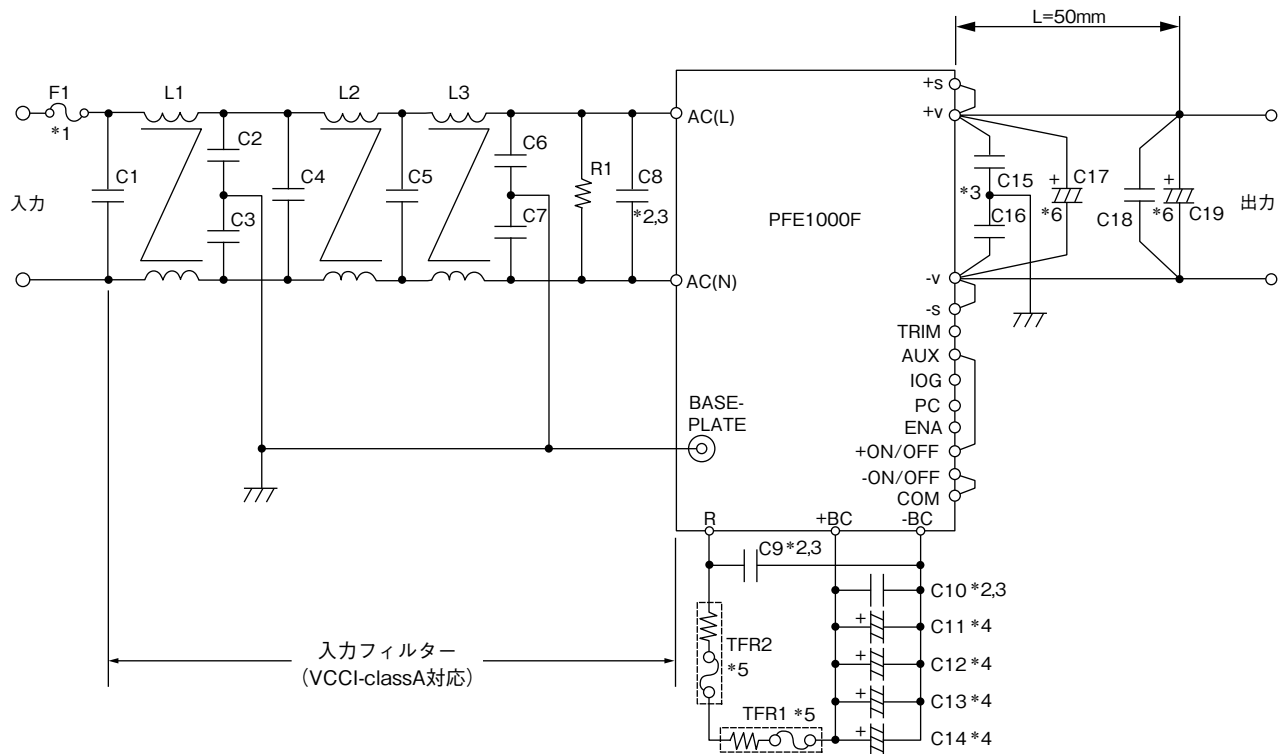 L=50mm
F1
*1
L1
L2
L3
AC(L)
+s
+v
C1
C2
C3
C4
C5
C6
C7
R1
C8
*2,3
入力
PFE1000F
C15
*3
C16
C17
*6
C18
*6
C19
出力
AC(N)
-v
-s
TRIM
AUX
IOG
PC
ENA
+ON/OFF
-ON/OFF
COM
BASE-
PLATE
R
+BC
-BC
C9*2,3
C10*2,3
+ C11*4
+ C12*4
+ C13*4
+ C14*4
TFR2
*5
TFR1 *5
入力フィルター
(VCCI-classA対応)